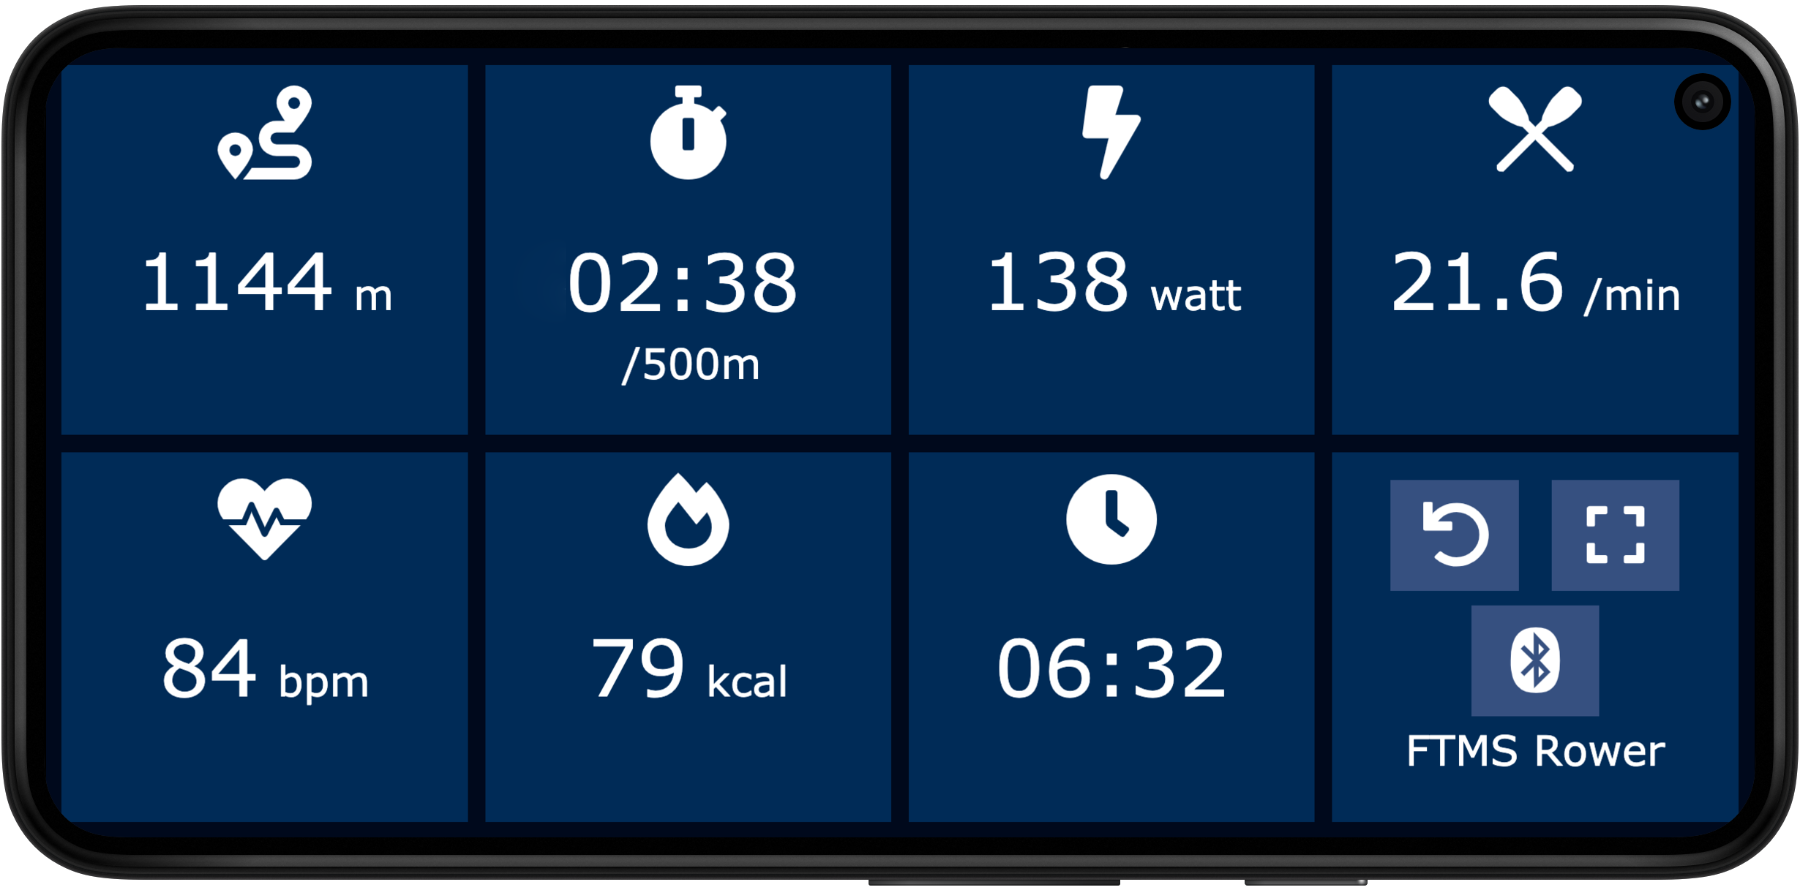 1144 m
02:38
/500m
138 watt
21.6 /min
84 bpm
79 kcal
06:32
FTMS Rower